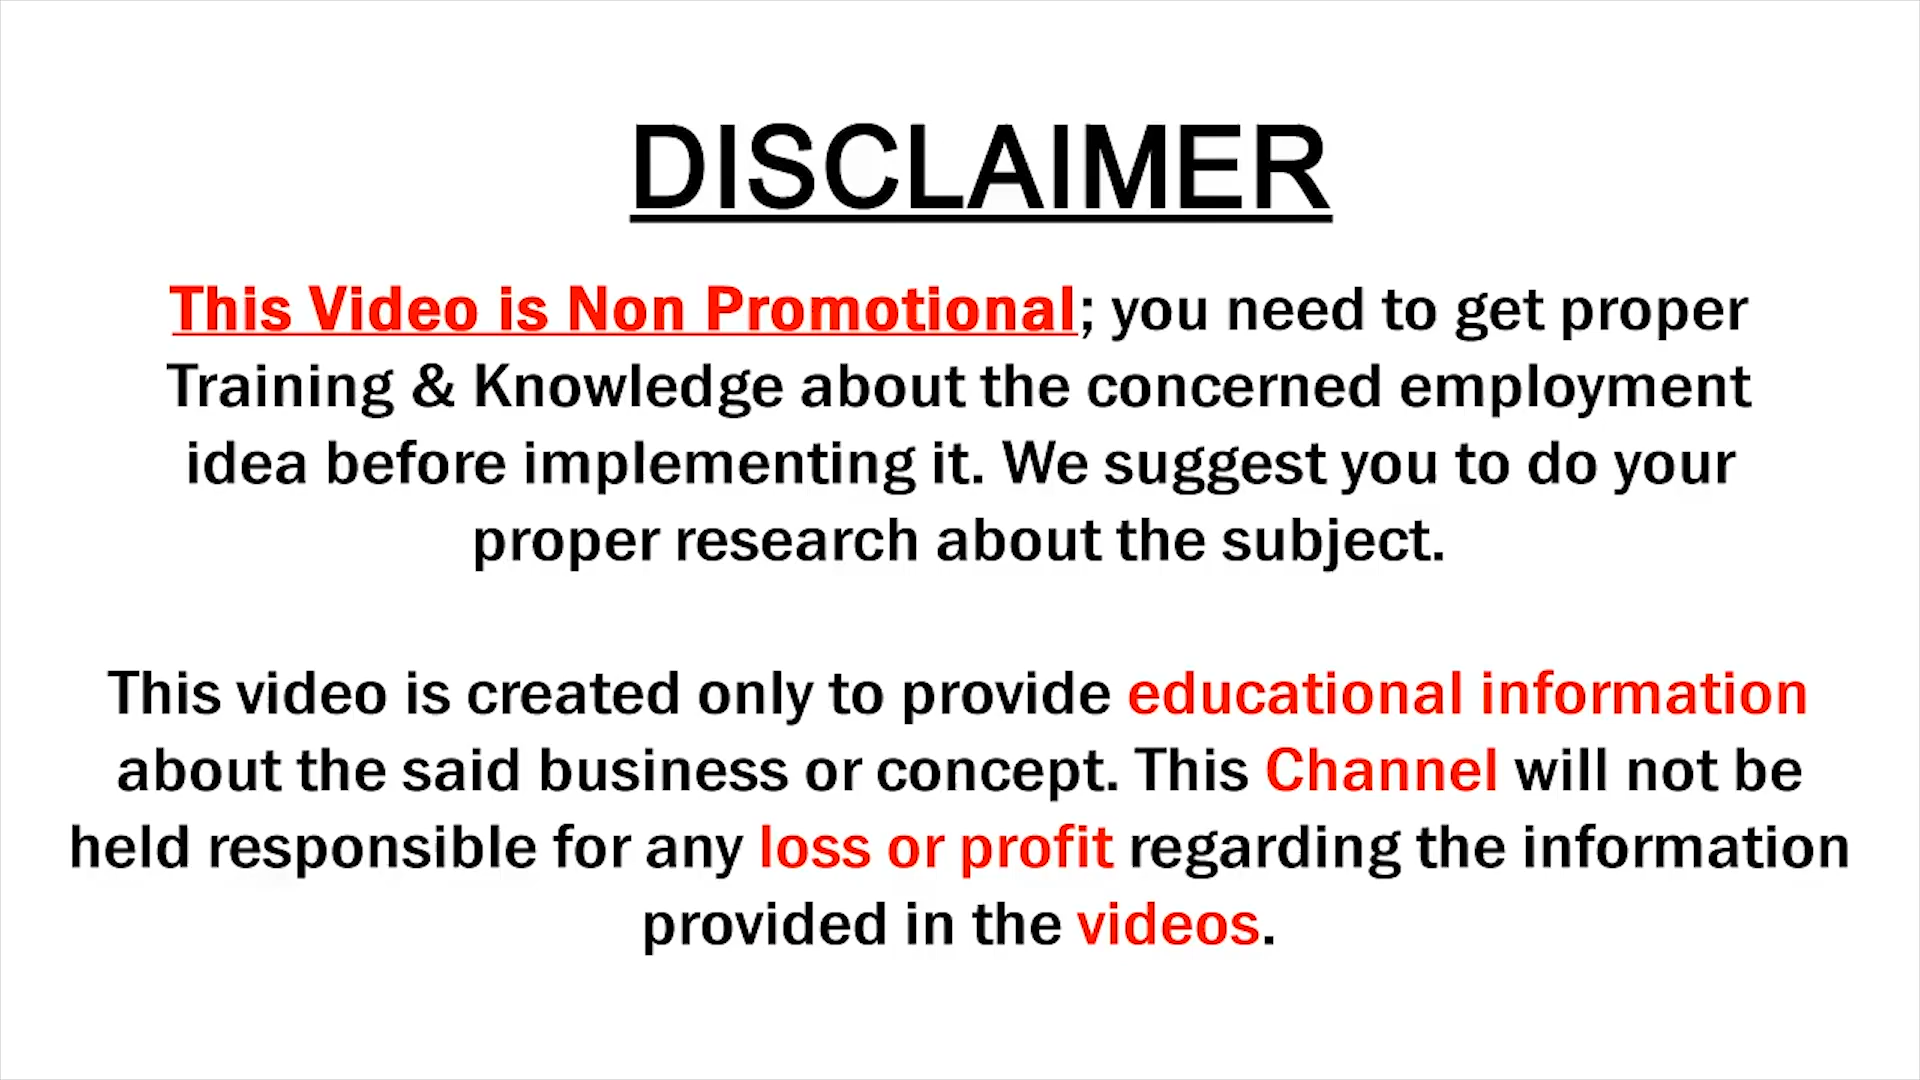 DISCLAIMER
This Video is Non Promotional; you need to get proper
Training & Knowledge about the concerned employment
idea before implementing it. We suggest you to do your
proper research about the subject.
This video is created only to provide educational information
about the said business or concept. This Channel will not be
held responsible for any loss or profit regarding the information
provided in the videos.